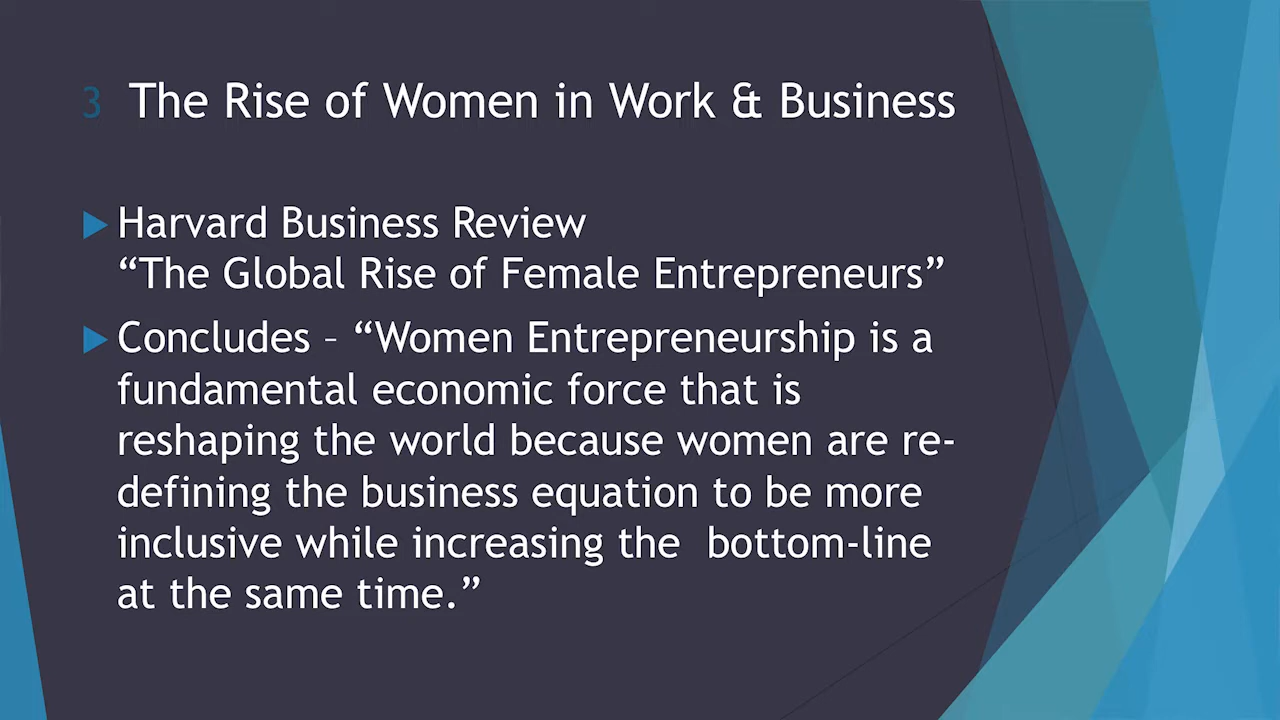 3 The Rise of Women in Work & Business
Harvard Business Review
“The Global Rise of Female Entrepreneurs”
Concludes – “Women Entrepreneurship is a
fundamental economic force that is
reshaping the world because women are re-
defining the business equation to be more
inclusive while increasing the  bottom-line
at the same time.”